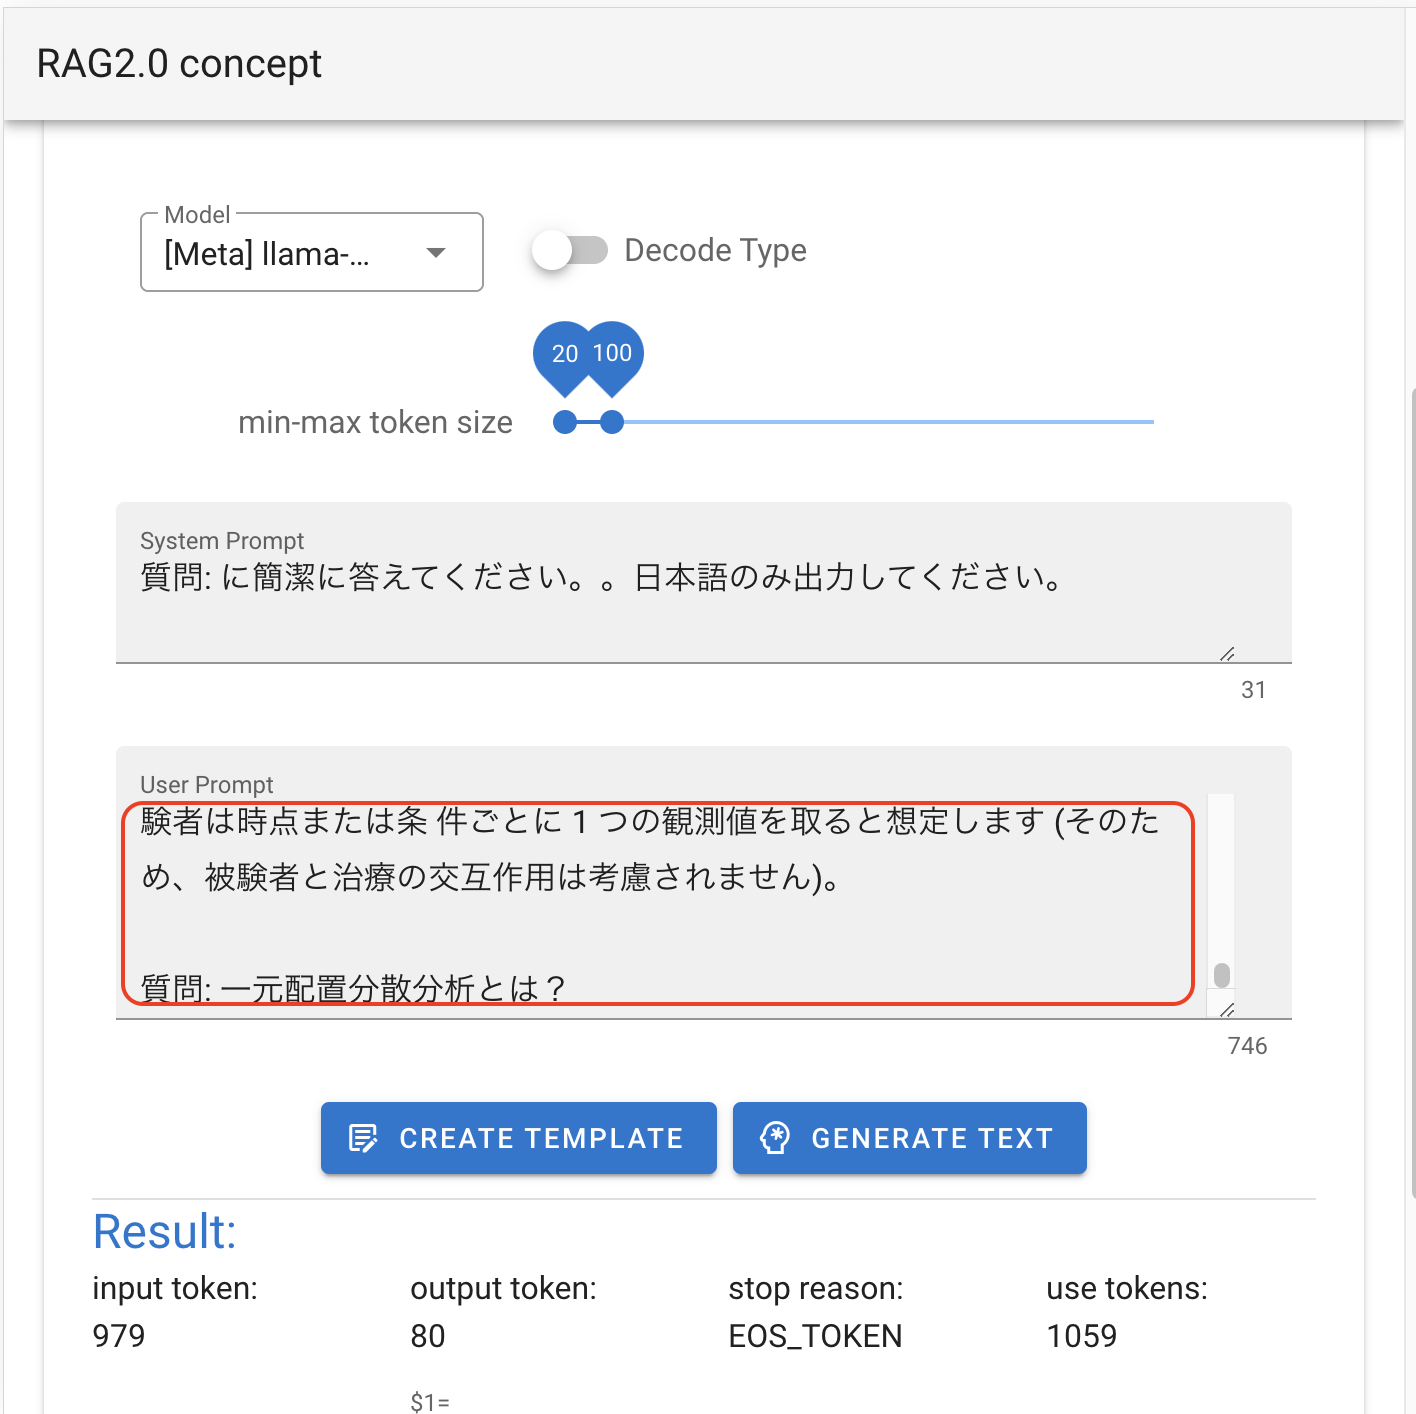 RAG2.0 concept
Model
[Meta] llama-...
Decode Type
20 100
min-max token size
System Prompt
質問: に簡潔に答えてください。。日本語のみ出力してください。
31
User Prompt
験者は時点または条 件ごとに 1 つの観測値を取ると想定します (そのた
め、被験者と治療の交互作用は考慮されません)。
質問: 一元配置分散分析とは？
746
CREATE TEMPLATE
GENERATE TEXT
Result:
input token: output token: stop reason: use tokens:
979 80 EOS_TOKEN 1059
$1=